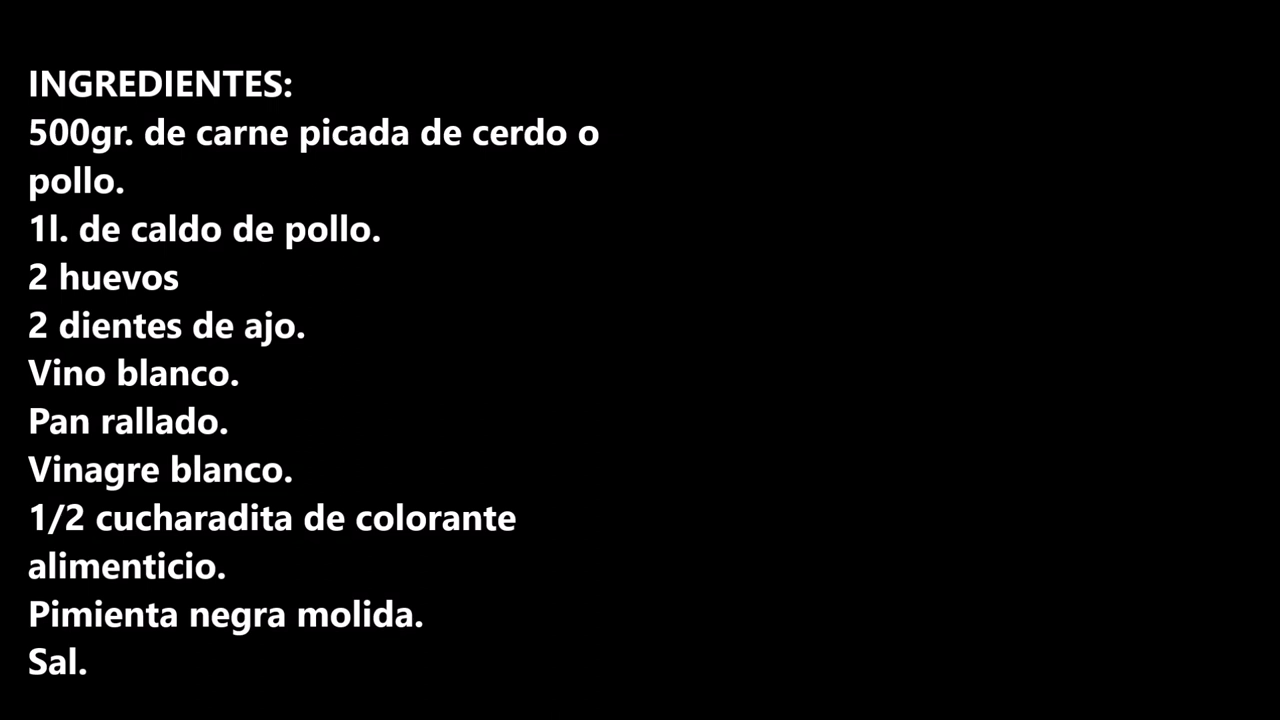 INGREDIENTES:
500gr. de carne picada de cerdo o
pollo.
1l. de caldo de pollo.
2 huevos
2 dientes de ajo.
Vino blanco.
Pan rallado.
Vinagre blanco.
1/2 cucharadita de colorante
alimenticio.
Pimienta negra molida.
Sal.